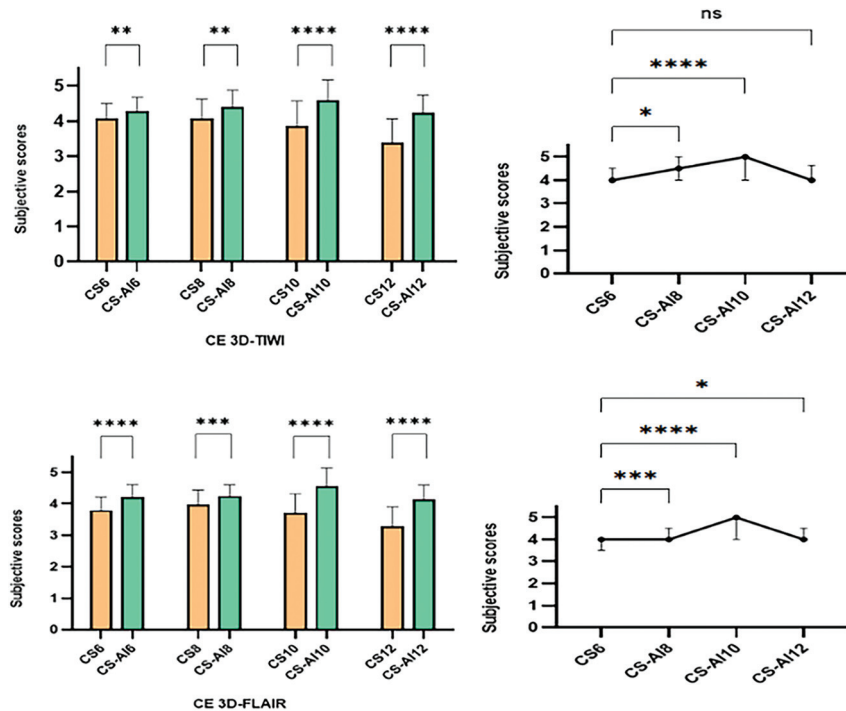 ** ** **** ****
Subjective scores
5
4
3
2
1
0
CS6 CS-AI6 CS8 CS-AI8 CS10 CS-AI10 CS12 CS-AI12
CE 3D-TIWI
ns
****
*
Subjective scores
5
4
3
2
1
0
CS6 CS-AI8 CS-AI10 CS-AI12
**** *** **** ****
Subjective scores
5
4
3
2
1
0
CS6 CS-AI6 CS8 CS-AI8 CS10 CS-AI10 CS12 CS-AI12
CE 3D-FLAIR
*
****
***
Subjective scores
5
4
3
2
1
0
CS6 CS-AI8 CS-AI10 CS-AI12